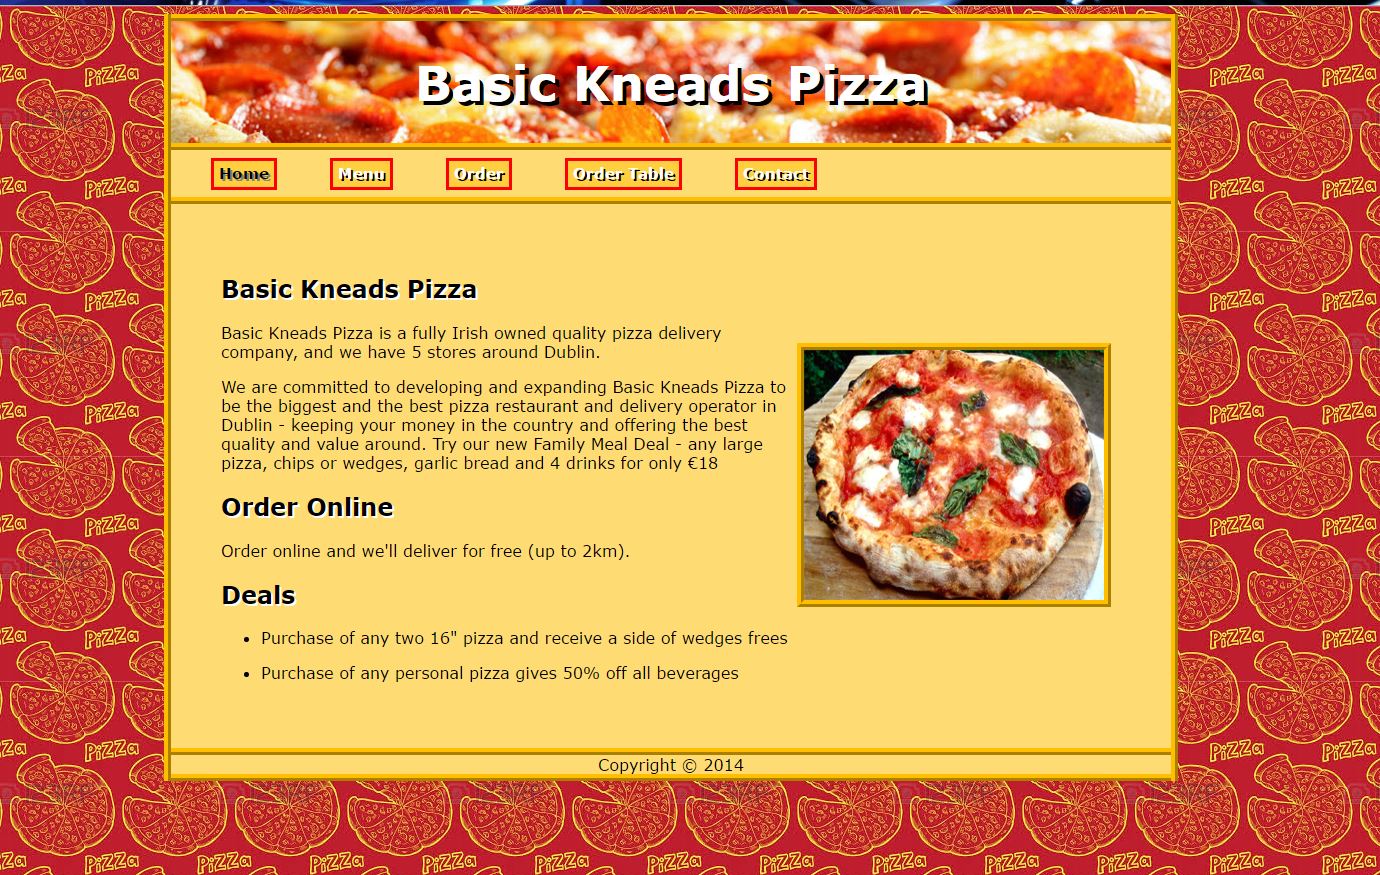 Basic Kneads Pizza
Home Menu Order Order Table Contact
Basic Kneads Pizza
Basic Kneads Pizza is a fully Irish owned quality pizza delivery
company, and we have 5 stores around Dublin.
We are committed to developing and expanding Basic Kneads Pizza to
be the biggest and the best pizza restaurant and delivery operator in
Dublin - keeping your money in the country and offering the best
quality and value around. Try our new Family Meal Deal - any large
pizza, chips or wedges, garlic bread and 4 drinks for only €18
Order Online
Order online and we'll deliver for free (up to 2km).
Deals
• Purchase of any two 16" pizza and receive a side of wedges frees
• Purchase of any personal pizza gives 50% off all beverages
Copyright © 2014
PiZZa